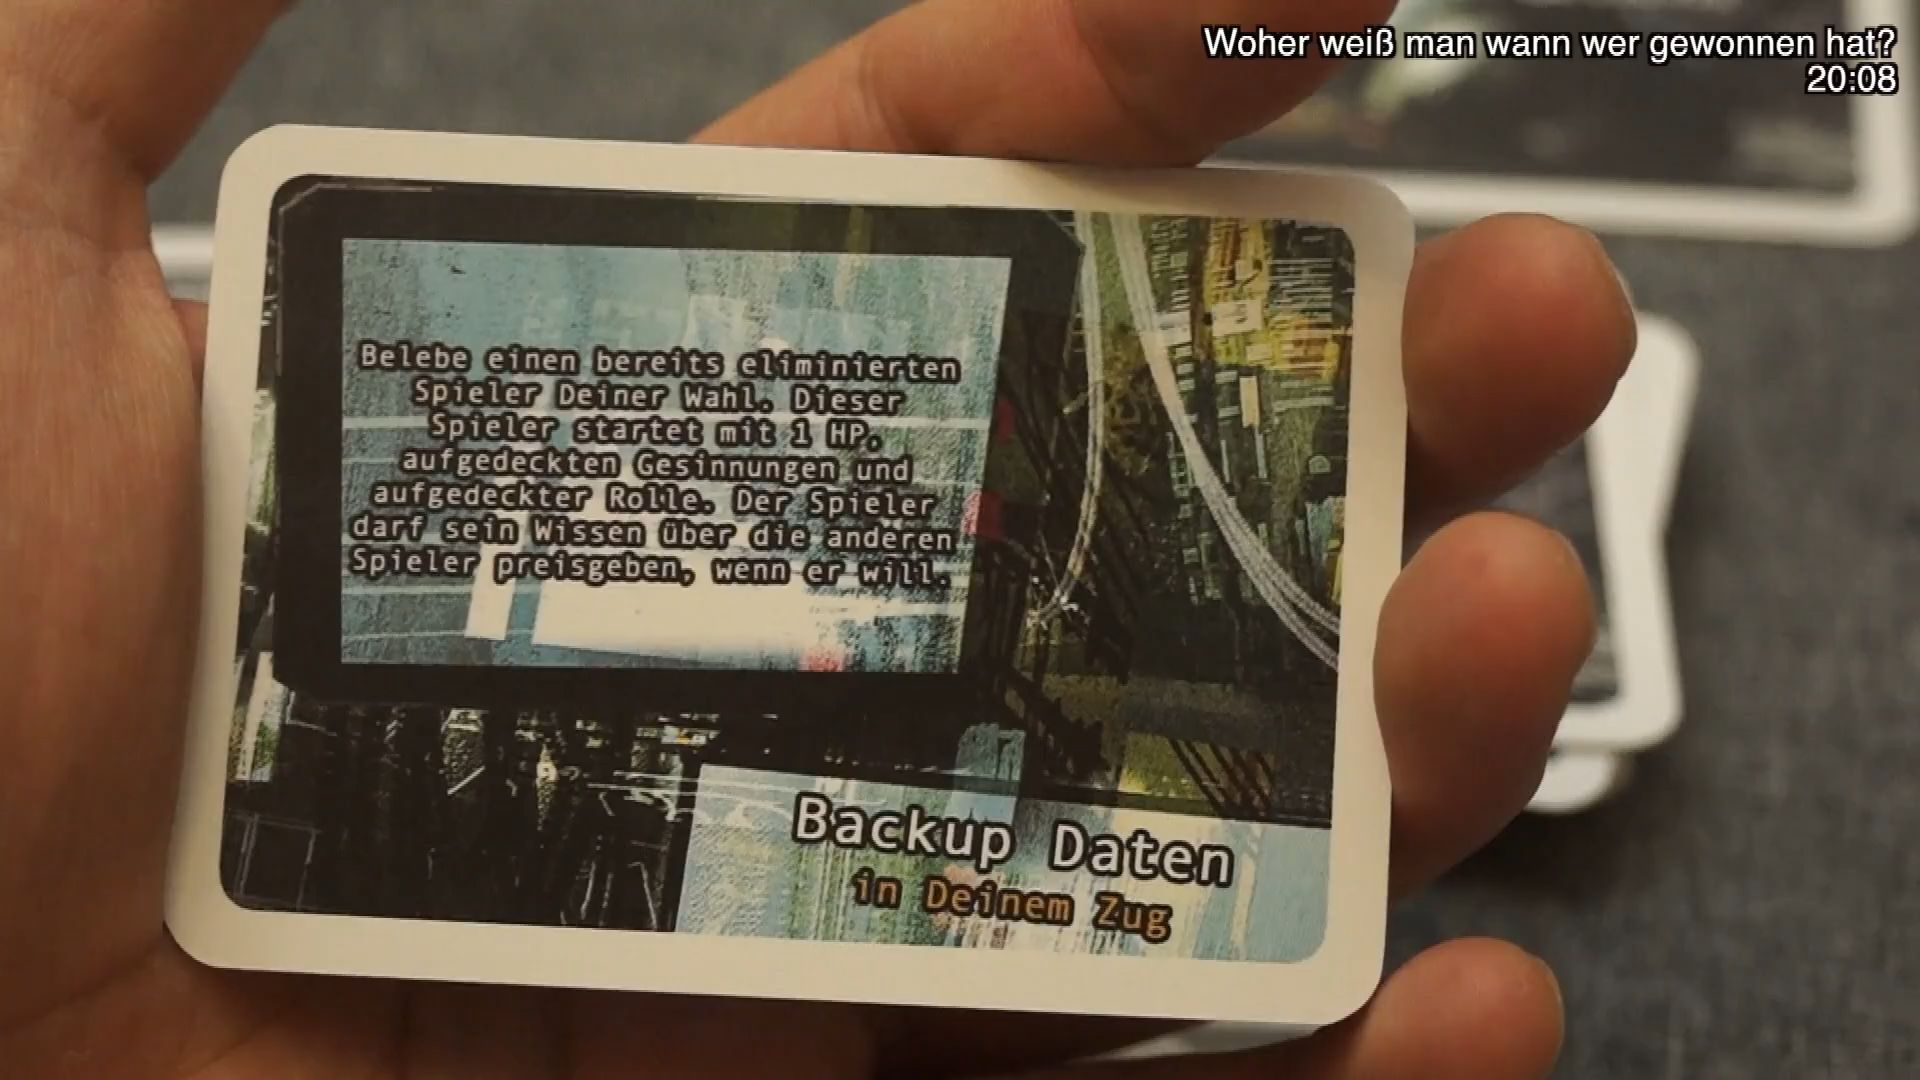 Woher weiß man wann wer gewonnen hat?
20:08
Belebe einen bereits eliminierten
Spieler Deiner Wahl. Dieser
Spieler startet mit 1 HP,
aufgedeckten Gesinnungen und
aufgedeckter Rolle. Der Spieler
darf sein Wissen über die anderen
Spieler preisgeben, wenn er will.
Backup Daten
in Deinem Zug